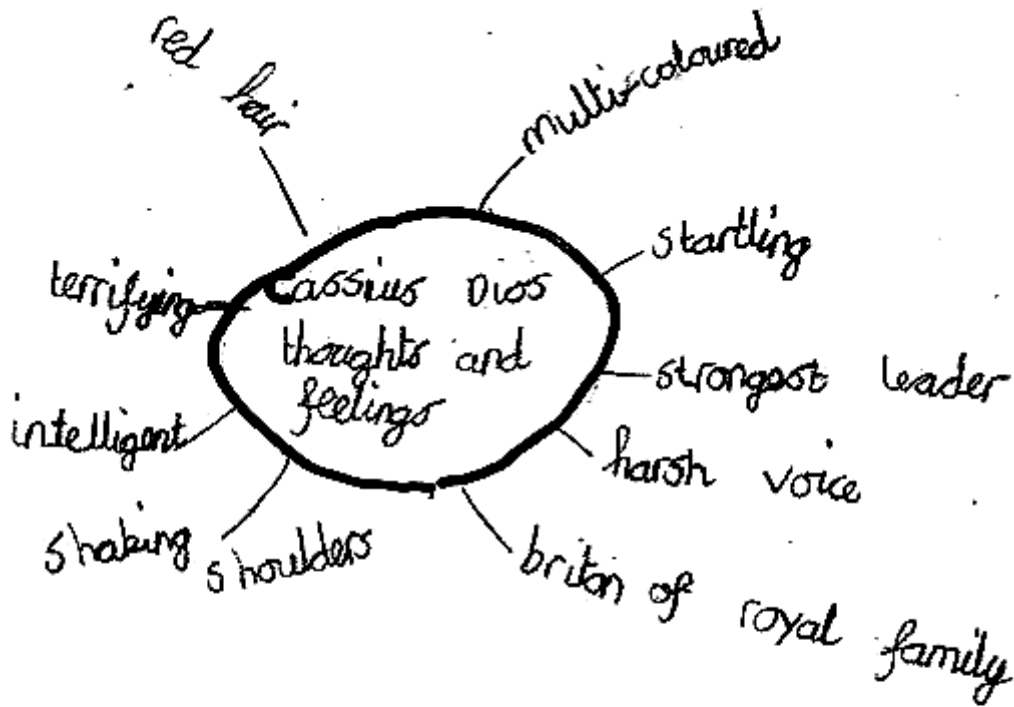 red hair
multi-coloured
startling
terrifying
Cassius Dios
thoughts and
feelings
strongest leader
intelligent
harsh voice
shaking shoulders
briton of royal family